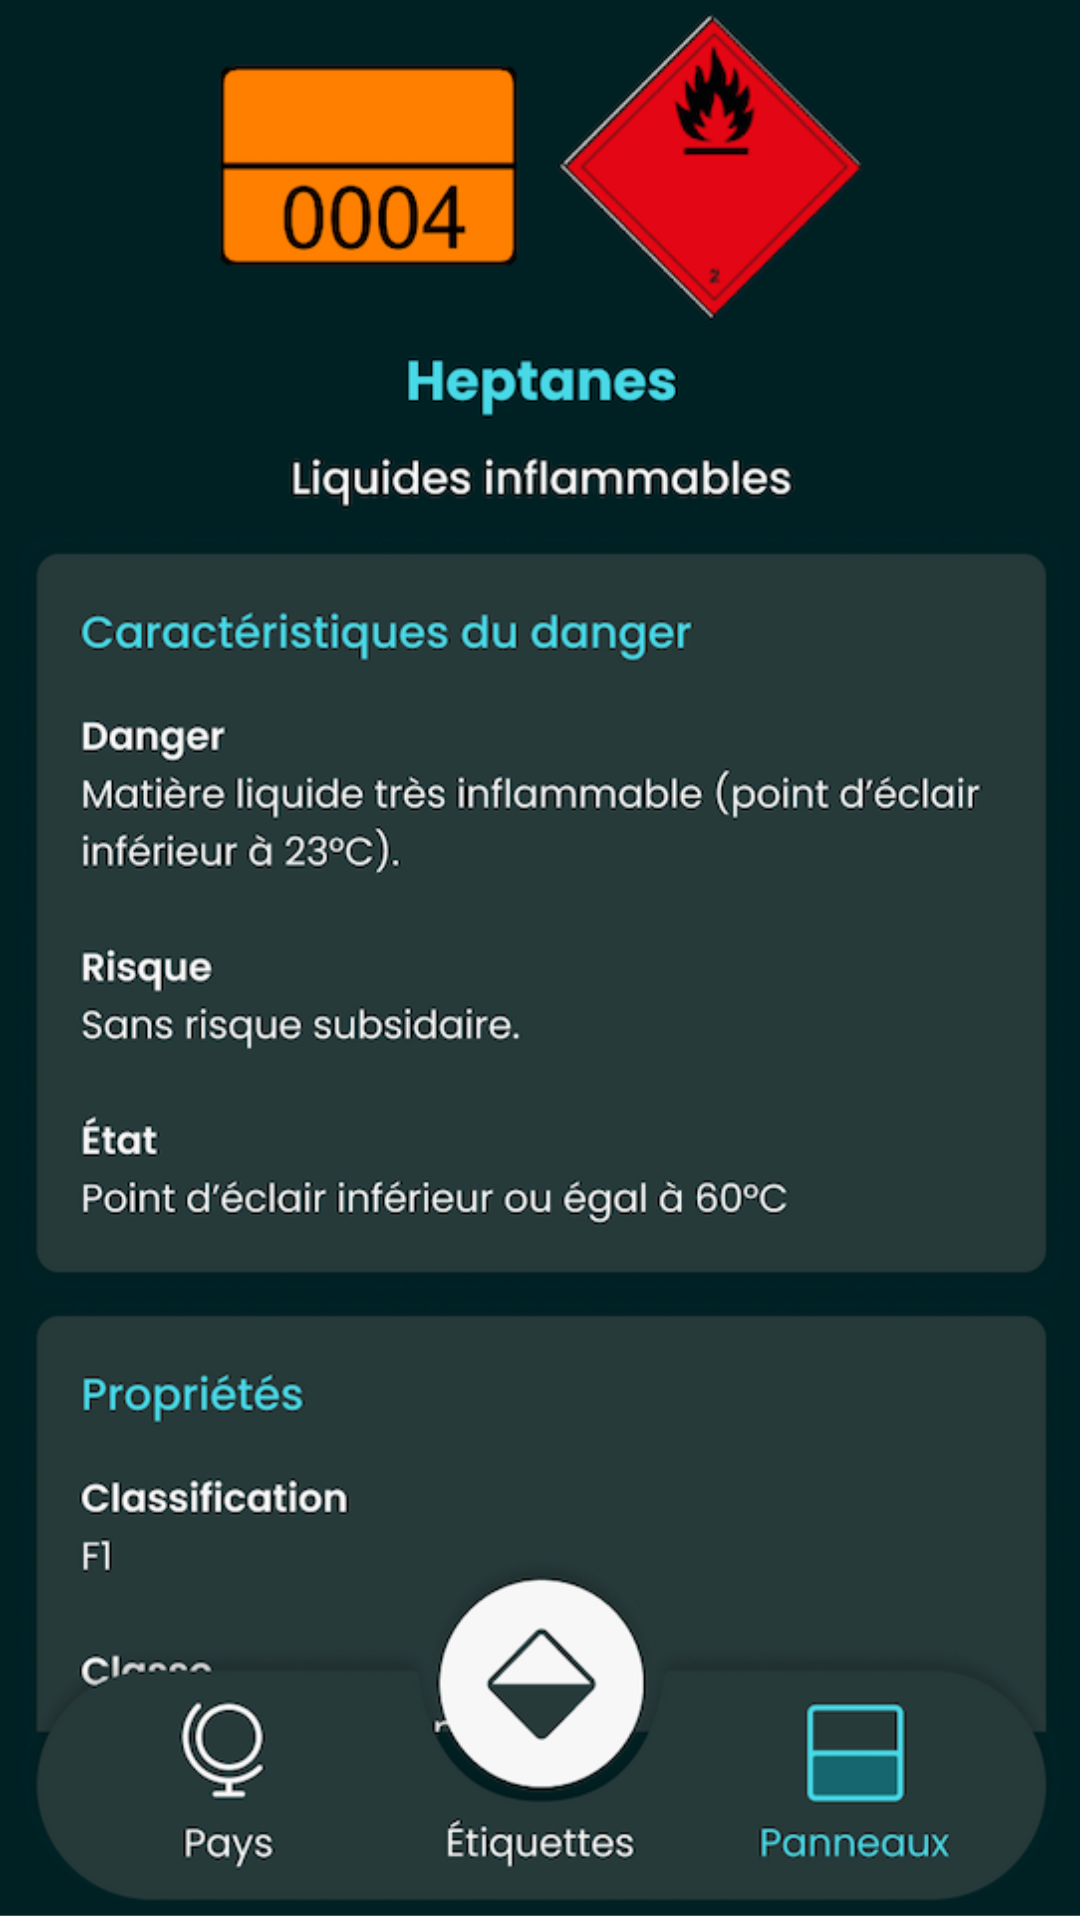 0004
2
Heptanes
Liquides inflammables
Caractéristiques du danger
Danger
Matière liquide très inflammable (point d’éclair
inférieur à 23°C).
Risque
Sans risque subsidaire.
État
Point d’éclair inférieur ou égal à 60°C
Propriétés
Classification
F1
Classe
Pays
Étiquettes
Panneaux